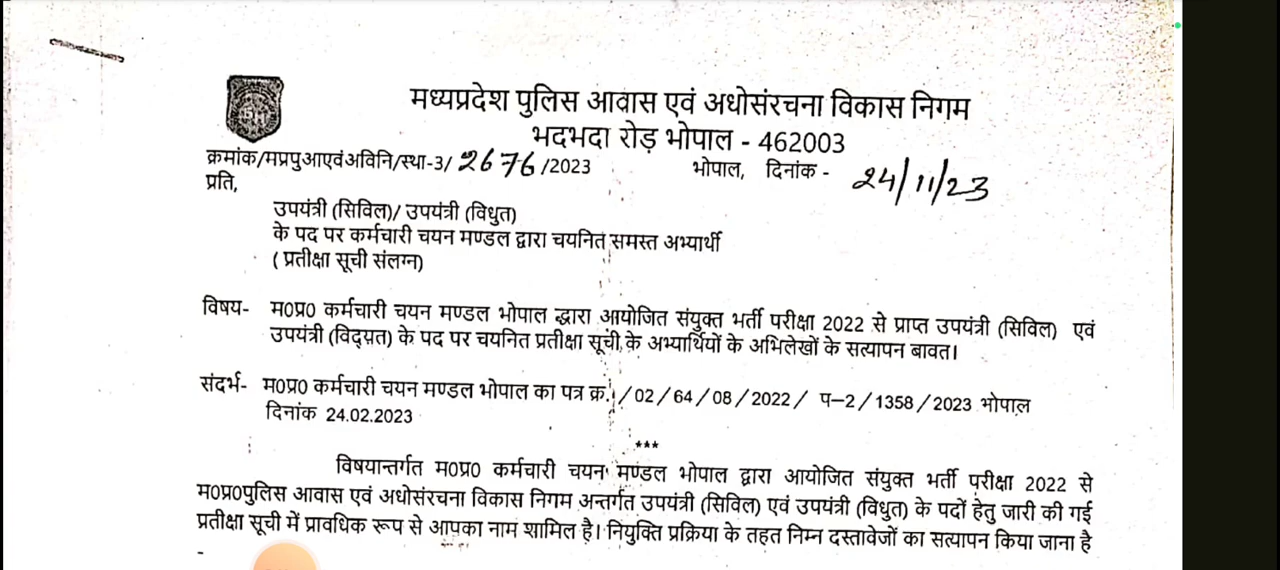 मध्यप्रदेश पुलिस आवास एवं अधोसंरचना विकास निगम
भदभदा रोड़ भोपाल - 462003
क्रमांक/मप्रपुआएवंअविनि/स्था-3/ 2676 /2023 भोपाल, दिनांक - 24/11/23
प्रति,
उपयंत्री (सिविल)/ उपयंत्री (विधुत)
के पद पर कर्मचारी चयन मण्डल द्वारा चयनित समस्त अभ्यार्थी
( प्रतीक्षा सूची संलग्न)
विषय- म0प्र0 कर्मचारी चयन मण्डल भोपाल द्धारा आयोजित संयुक्त भर्ती परीक्षा 2022 से प्राप्त उपयंत्री (सिविल) एवं
उपयंत्री (विद्य़त) के पद पर चयनित प्रतीक्षा सूची के अभ्यार्थियों के अभिलेखों के सत्यापन बावत।
संदर्भ- म0प्र0 कर्मचारी चयन मण्डल भोपाल का पत्र क्र. /02/64/08/2022/ प-2/1358/2023 भोपाल
दिनांक 24.02.2023
***
विषयान्तर्गत म0प्र0 कर्मचारी चयन मण्डल भोपाल द्वारा आयोजित संयुक्त भर्ती परीक्षा 2022 से
म0प्र0पुलिस आवास एवं अधोसंरचना विकास निगम अन्तर्गत उपयंत्री (सिविल) एवं उपयंत्री (विधुत) के पदों हेतु जारी की गई
प्रतीक्षा सूची में प्रावधिक रूप से आपका नाम शामिल है। नियुक्ति प्रक्रिया के तहत निम्न दस्तावेजों का सत्यापन किया जाना है
-